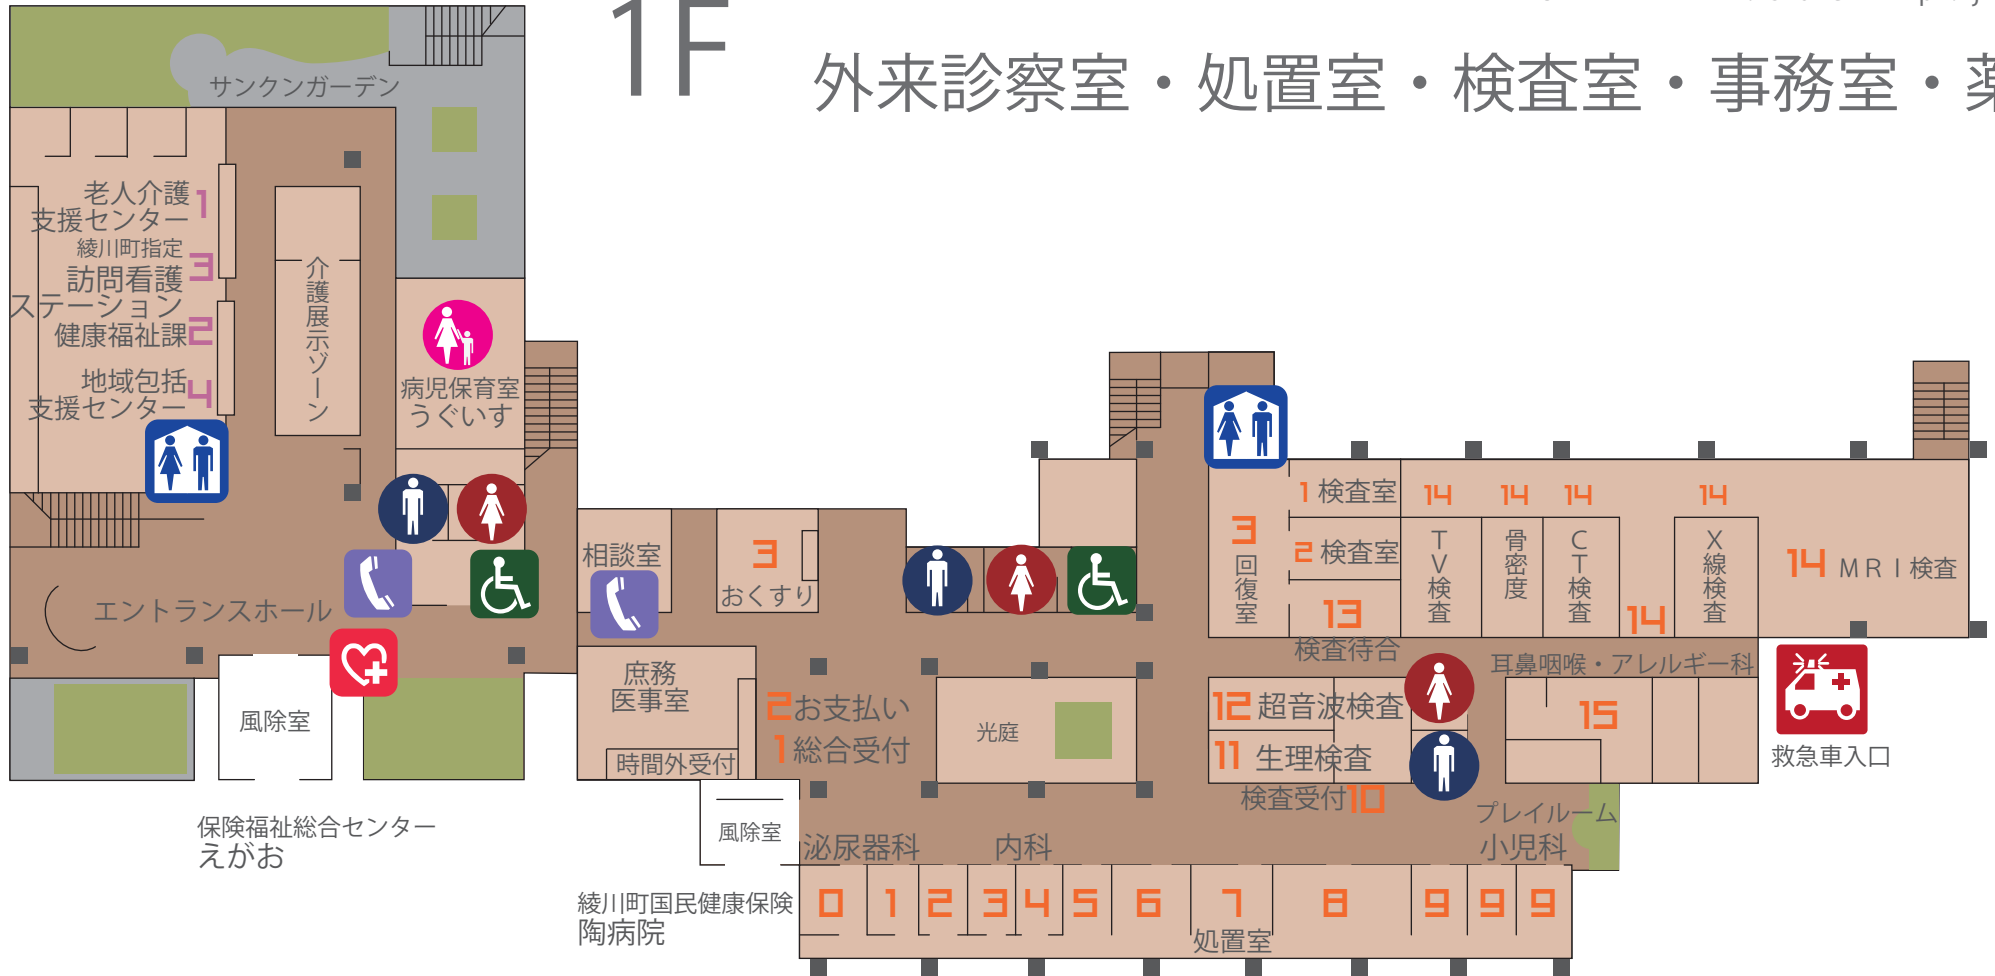 1F
外来診察室・処置室・検査室・事務室・薬
サンクンガーデン
老人介護
支援センター 1
綾川町指定
訪問看護
ステーション 3
健康福祉課 2
地域包括
支援センター 4
介護展示ゾーン
病児保育室
うぐいす
エントランスホール
風除室
保険福祉総合センター
えがお
相談室
3
おくすり
庶務
医事室
時間外受付
2 お支払い
1 総合受付
光庭
風除室
綾川町国民健康保険
陶病院
3
回復室
1 検査室
2 検査室
13
検査待合
14
TV検査
14
骨密度
14
CT検査
14
14
X線検査
14 MRI検査
耳鼻咽喉・アレルギー科
12 超音波検査
11 生理検査
検査受付 10
15
救急車入口
プレイルーム
小児科
泌尿器科
内科
0 1 2 3 4 5 6 7 8 9 9 9
処置室